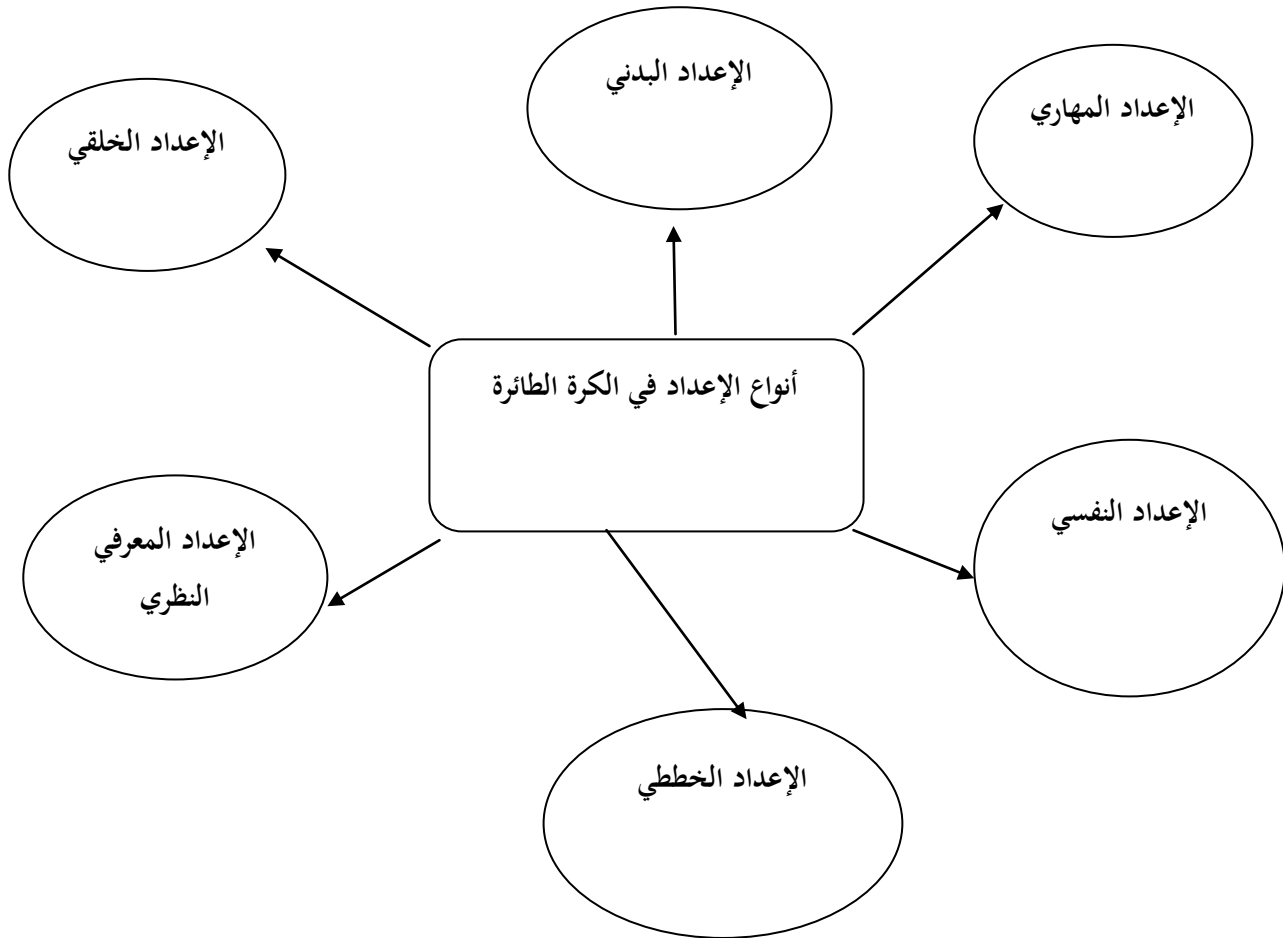 الإعداد البدني
الإعداد المهاري
الإعداد الخلقي
أنواع الإعداد في الكرة الطائرة
الإعداد النفسي
الإعداد المعرفي
النظري
الإعداد الخططي